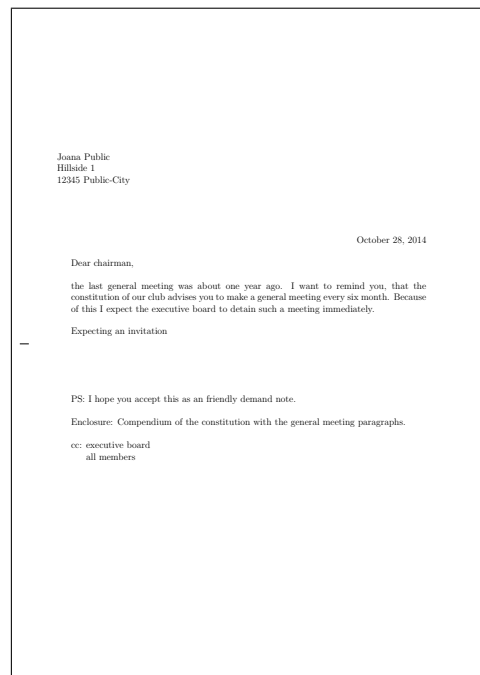 Joana Public
Hillside 1
12345 Public-City
October 28, 2014
Dear chairman,
the last general meeting was about one year ago. I want to remind you, that the
constitution of our club advises you to make a general meeting every six month. Because
of this I expect the executive board to detain such a meeting immediately.
Expecting an invitation
PS: I hope you accept this as an friendly demand note.
Enclosure: Compendium of the constitution with the general meeting paragraphs.
cc: executive board
all members